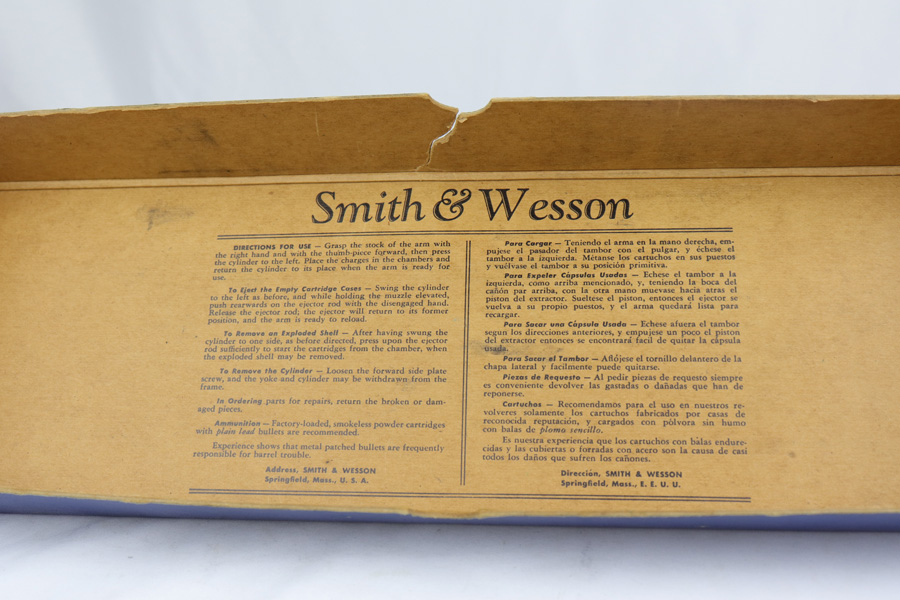 Smith & Wesson
DIRECTIONS FOR USE — Grasp the stock of the arm with
the right hand and with the thumb-piece forward, then press
the cylinder to the left. Place the charges in the chambers and
return the cylinder to its place when the arm is ready for
use.
To Eject the Empty Cartridge Cases — Swing the cylinder
to the left as before, and while holding the muzzle elevated,
push rearwards on the ejector rod with the disengaged hand.
Release the ejector rod; the ejector will return to its former
position, and the arm is ready to reload.
To Remove an Exploded Shell — After having swung the
cylinder to one side, as before directed, press upon the ejector
rod sufficiently to start the cartridges from the chamber, when
the exploded shell may be removed.
To Remove the Cylinder — Loosen the forward side plate
screw, and the yoke and cylinder may be withdrawn from the
frame.
In Ordering parts for repairs, return the broken or dam-
aged pieces.
Ammunition — Factory-loaded, smokeless powder cartridges
with plain lead bullets are recommended.
Experience shows that metal patched bullets are frequently
responsible for barrel trouble.
Address, SMITH & WESSON
Springfield, Mass., U. S. A.
Para Cargar — Teniendo el arma en la mano derecha, em-
pujese el pasador del tambor con el pulgar, y échese el
tambor a la izquierda. Métanse los cartuchos en sus puestos
y vuélvase el tambor a su posición primitiva.
Para Expeler Cápsulas Usadas — Echese el tambor a la
izquierda, como arriba mencionado, y, teniendo la boca del
cañón par arriba, con la otra mano muevase hacia atras el
piston del extractor. Sueltese el piston, entonces el ejector se
vuelva a su propio puestos, y el arma quedará lista para
recargar.
Para Sacar una Cápsula Usada — Echese afuera el tambor
segun los direcciones anteriores, y empujese un poco el piston
del extractor entonces se encontrará facil de quitar la cápsula
usada.
Para Sacar el Tambor — Aflójese el tornillo delantero de la
chapa lateral y facilmente puede quitarse.
Piezas de Requesto — Al pedir piezas de requesto siempre
es conveniente devolver las gastadas o dañadas que han de
reponerse.
Cartuchos — Recomendamós para el uso en nuestros re-
volveres solamente los cartuchos fabricados por casas de
reconocida reputación, y cargados con pólvora sin humo
con balas de plomo sencillo.
Es nuestra experiencia que los cartuchos con balas endure-
cidas y las cubiertas o forradas con acero son la causa de casi
todos los daños que sufren los cañones.
Dirección, SMITH & WESSON
Springfield, Mass., E. E. U. U.